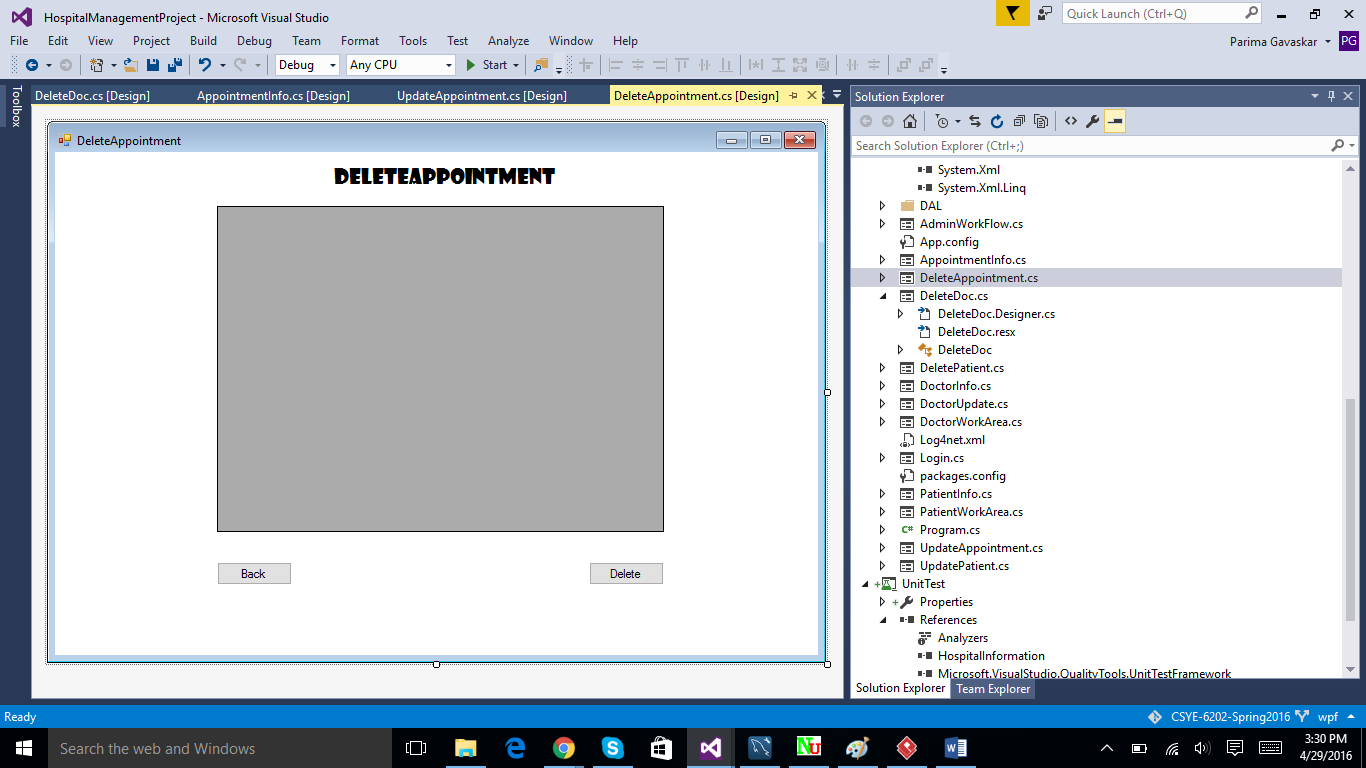 HospitalManagementProject - Microsoft Visual Studio
Quick Launch (Ctrl+Q)
File Edit View Project Build Debug Team Format Tools Test Analyze Window Help
Parima Gavaskar PG
Debug Any CPU Start
Toolbox
DeleteDoc.cs [Design] AppointmentInfo.cs [Design] UpdateAppointment.cs [Design] DeleteAppointment.cs [Design]
DeleteAppointment
DELETEAPPOINTMENT
Back Delete
Solution Explorer
Search Solution Explorer (Ctrl+;)
System.Xml
System.Xml.Linq
DAL
AdminWorkFlow.cs
App.config
AppointmentInfo.cs
DeleteAppointment.cs
DeleteDoc.cs
DeleteDoc.Designer.cs
DeleteDoc.resx
DeleteDoc
DeletePatient.cs
DoctorInfo.cs
DoctorUpdate.cs
DoctorWorkArea.cs
Log4net.xml
Login.cs
packages.config
PatientInfo.cs
PatientWorkArea.cs
C# Program.cs
UpdateAppointment.cs
UpdatePatient.cs
UnitTest
Properties
References
Analyzers
HospitalInformation
Microsoft.VisualStudio.QualityTools.UnitTestFramework
Solution Explorer Team Explorer
Ready
CSYE-6202-Spring2016 wpf
Search the web and Windows
Nu
3:30 PM
4/29/2016